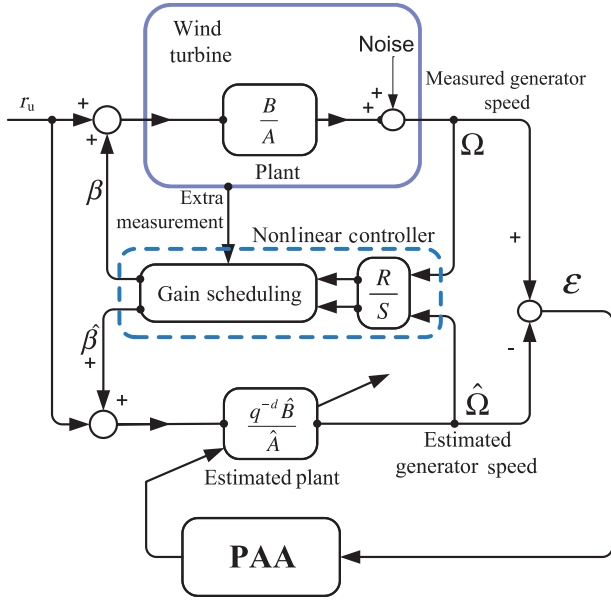 Wind
turbine
Noise
Measured generator
speed
r_u
+
+
B
A
+
+
Plant
Ω
β
Extra
measurement
Nonlinear controller
+
Gain scheduling
R
S
ε
β̂
+
-
+
q^{-d} B̂
Â
Ω̂
Estimated plant
Estimated
generator speed
PAA